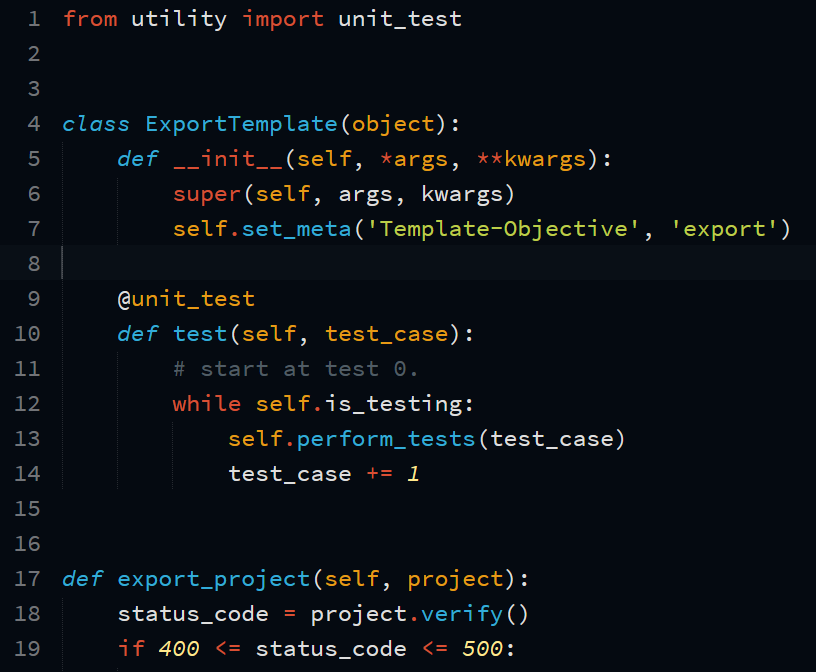 1 from utility import unit_test
2
3
4 class ExportTemplate(object):
5     def __init__(self, *args, **kwargs):
6         super(self, args, kwargs)
7         self.set_meta('Template-Objective', 'export')
8
9     @unit_test
10     def test(self, test_case):
11         # start at test 0.
12         while self.is_testing:
13             self.perform_tests(test_case)
14             test_case += 1
15
16
17 def export_project(self, project):
18     status_code = project.verify()
19     if 400 <= status_code <= 500: